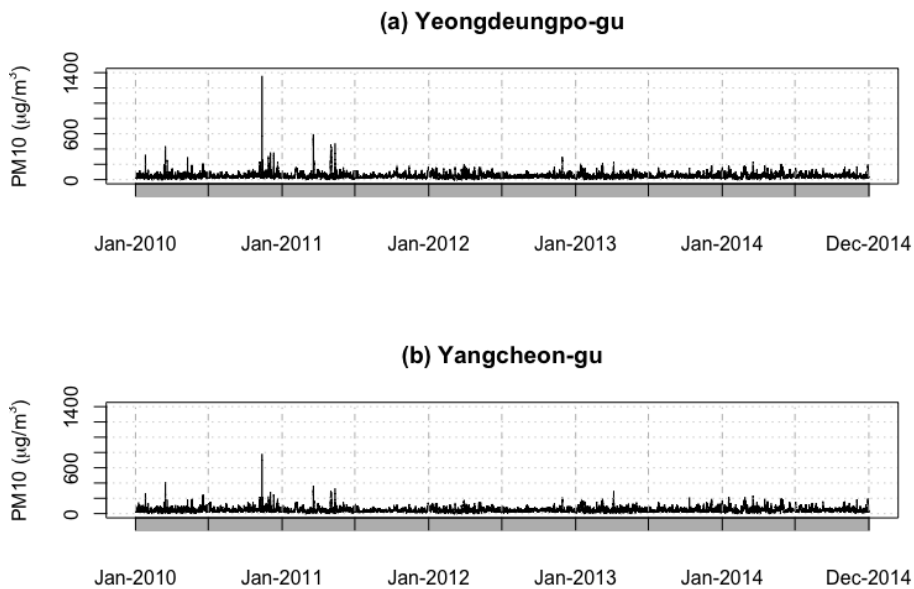 (a) Yeongdeungpo-gu
PM10 (μg/m³)
1400
600
0
Jan-2010 Jan-2011 Jan-2012 Jan-2013 Jan-2014 Dec-2014
(b) Yangcheon-gu
PM10 (μg/m³)
1400
600
0
Jan-2010 Jan-2011 Jan-2012 Jan-2013 Jan-2014 Dec-2014